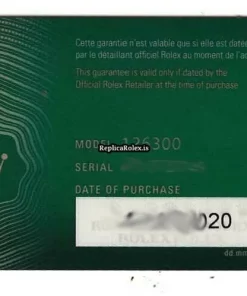 Cette garantie n'est valable que si elle est datée
par le détaillant officiel Rolex au moment de l'ac
This guarantee is valid only if dated by the
Official Rolex Retailer at the time of purchase.
MODEL 126300
ReplicaRolex.is
SERIAL
DATE OF PURCHASE
020
ROLEX
dd.mm